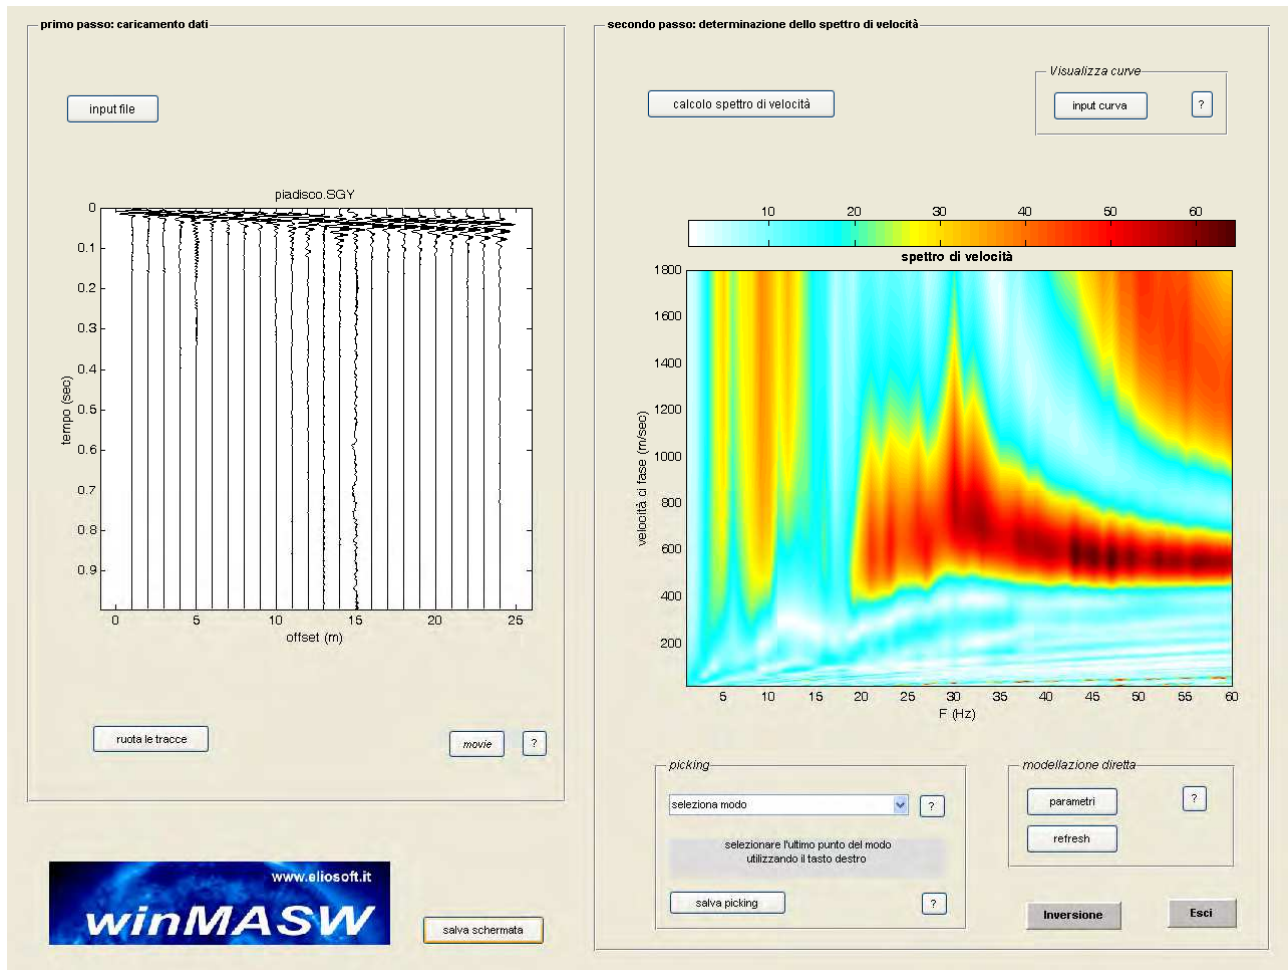 primo passo: caricamento dati
input file
piadisco.SGY
0
0.1
0.2
0.3
0.4
0.5
0.6
0.7
0.8
0.9
tempo (sec)
0 5 10 15 20 25
offset (m)
ruota le tracce
movie ?
www.eliosoft.it
winMASW
salva schermata
secondo passo: determinazione dello spettro di velocità
calcolo spettro di velocità
Visualizza curve
input curva ?
10 20 30 40 50 60
spettro di velocità
1800
1600
1400
1200
1000
800
600
400
200
velocità di fase (m/sec)
5 10 15 20 25 30 35 40 45 50 55 60
F (Hz)
picking
seleziona modo ?
selezionare l'ultimo punto del modo
utilizzando il tasto destro
salva picking ?
modellazione diretta
parametri ?
refresh
Inversione
Esci